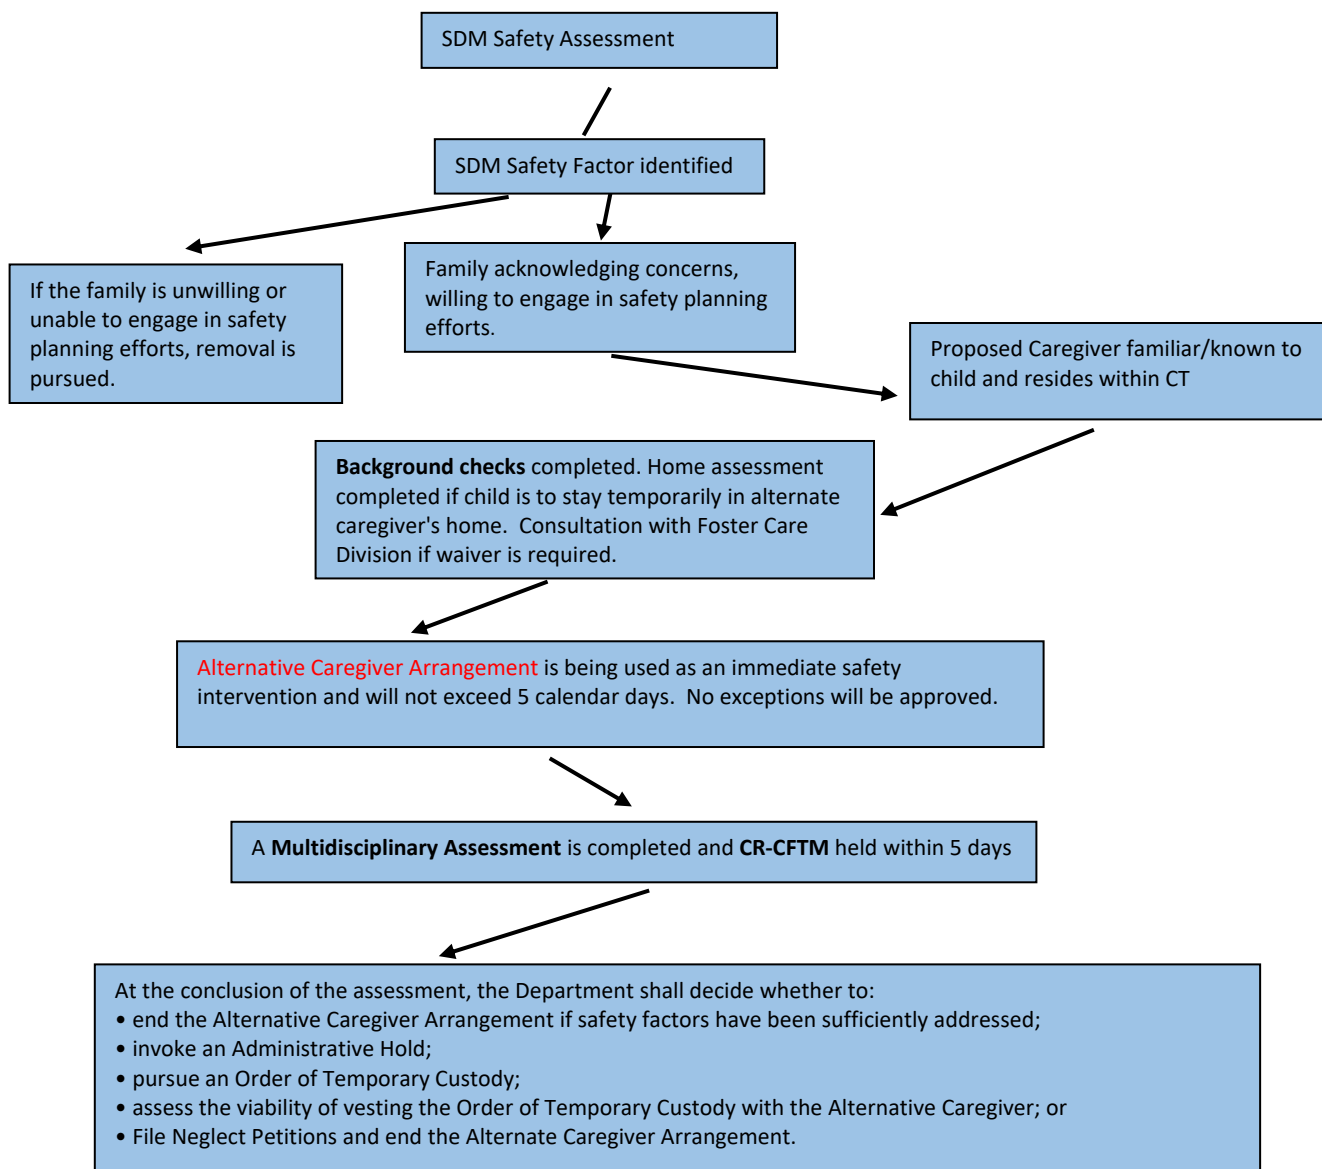 SDM Safety Assessment
SDM Safety Factor identified
If the family is unwilling or
unable to engage in safety
planning efforts, removal is
pursued.
Family acknowledging concerns,
willing to engage in safety planning
efforts.
Proposed Caregiver familiar/known to
child and resides within CT
Background checks completed. Home assessment
completed if child is to stay temporarily in alternate
caregiver's home.  Consultation with Foster Care
Division if waiver is required.
Alternative Caregiver Arrangement is being used as an immediate safety
intervention and will not exceed 5 calendar days.  No exceptions will be approved.
A Multidisciplinary Assessment is completed and CR-CFTM held within 5 days
At the conclusion of the assessment, the Department shall decide whether to:
• end the Alternative Caregiver Arrangement if safety factors have been sufficiently addressed;
• invoke an Administrative Hold;
• pursue an Order of Temporary Custody;
• assess the viability of vesting the Order of Temporary Custody with the Alternative Caregiver; or
• File Neglect Petitions and end the Alternate Caregiver Arrangement.